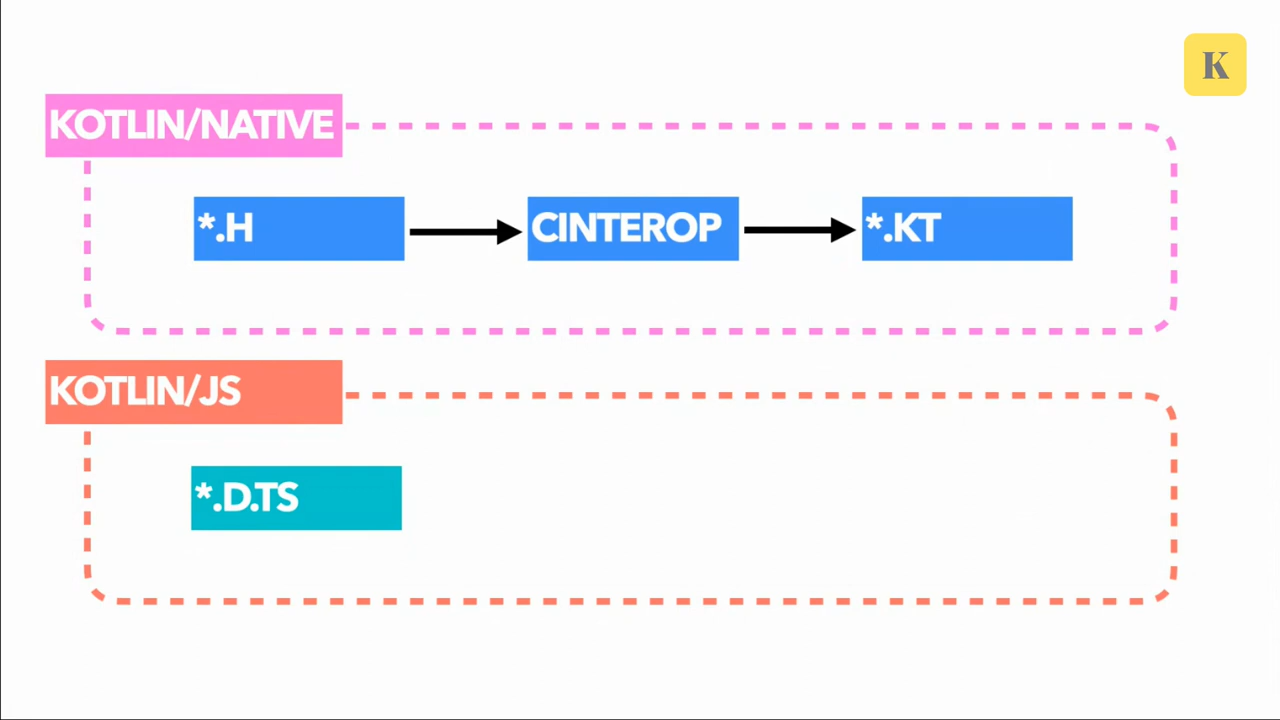 K
KOTLIN/NATIVE
*.H
CINTEROP
*.KT
KOTLIN/JS
*.D.TS